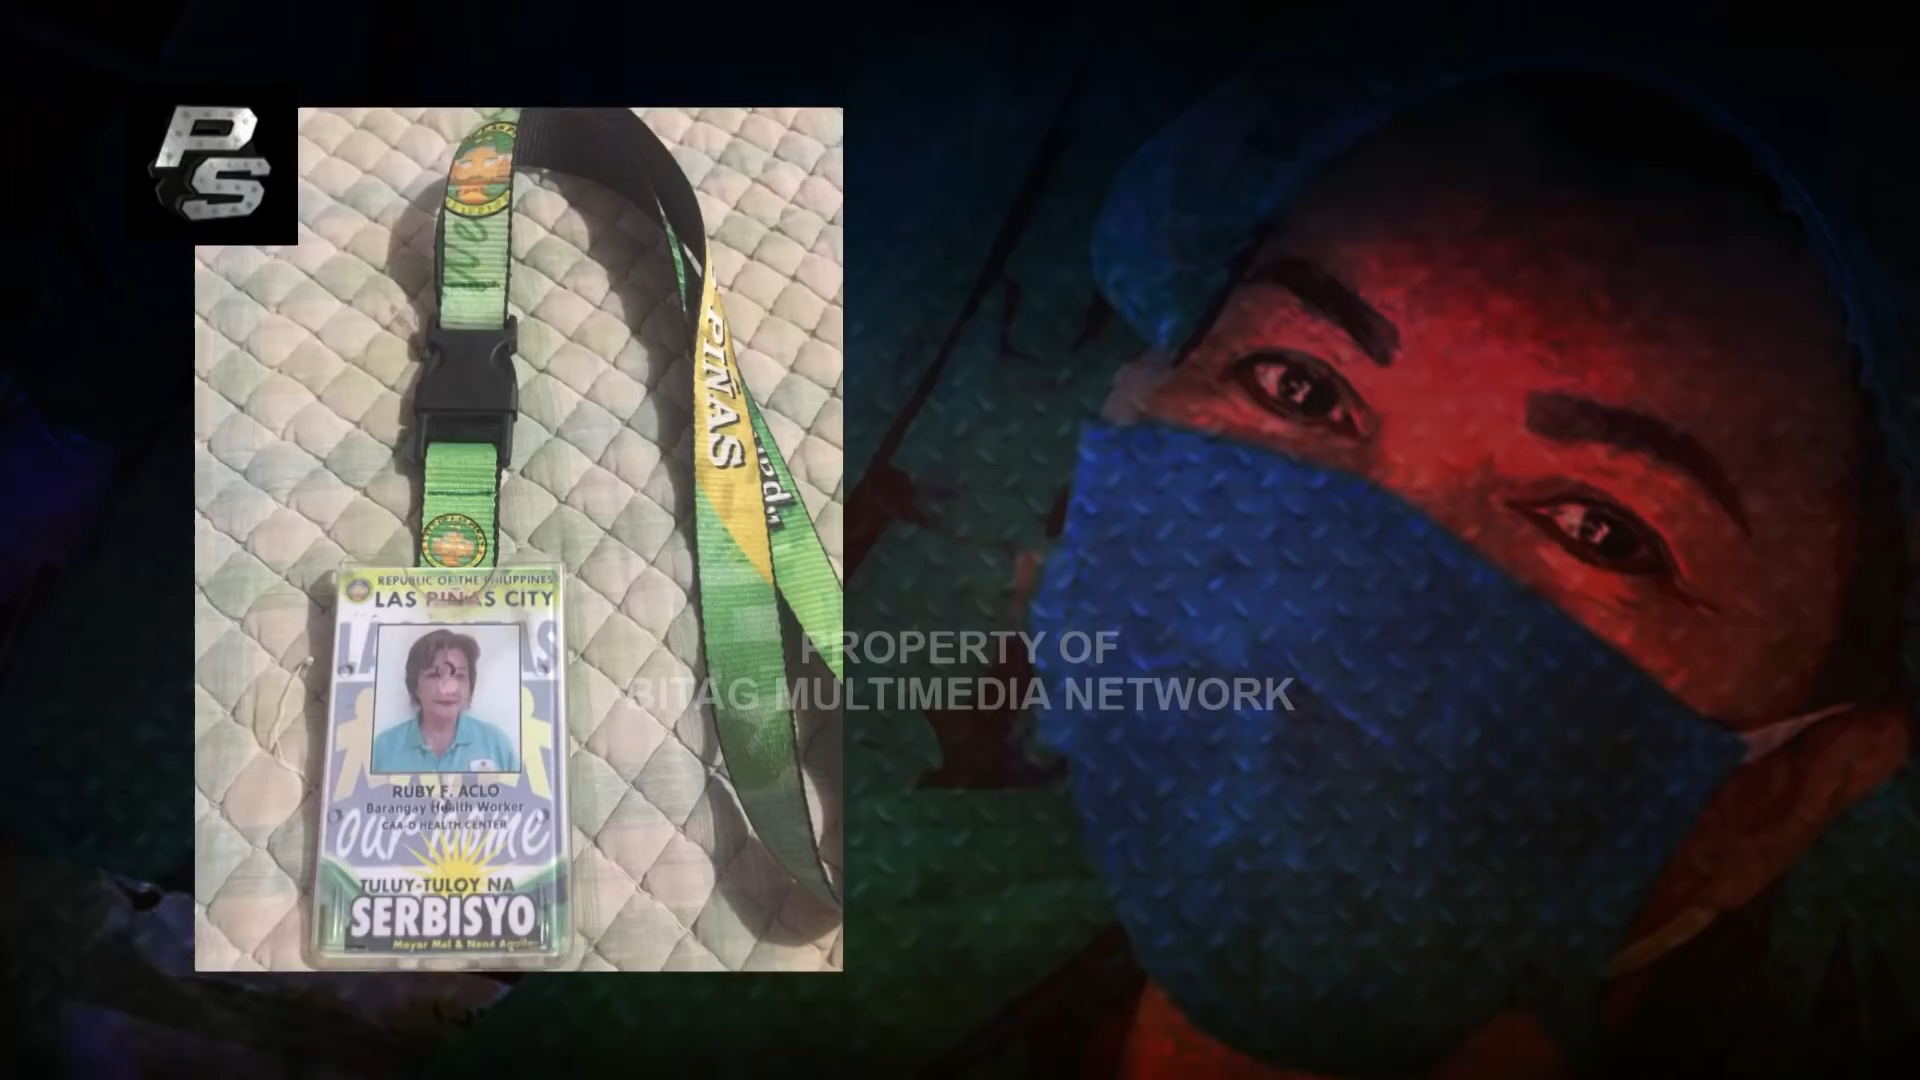 PS
We
PIÑAS
REPUBLIC OF THE PHILIPPINES
LAS PIÑAS CITY
RUBY F. ACLO
Barangay Health Worker
CAA-D HEALTH CENTER
our home
TULUY-TULOY NA
SERBISYO
Mayor Mel & Nene Aguilar
PROPERTY OF
BITAG MULTIMEDIA NETWORK